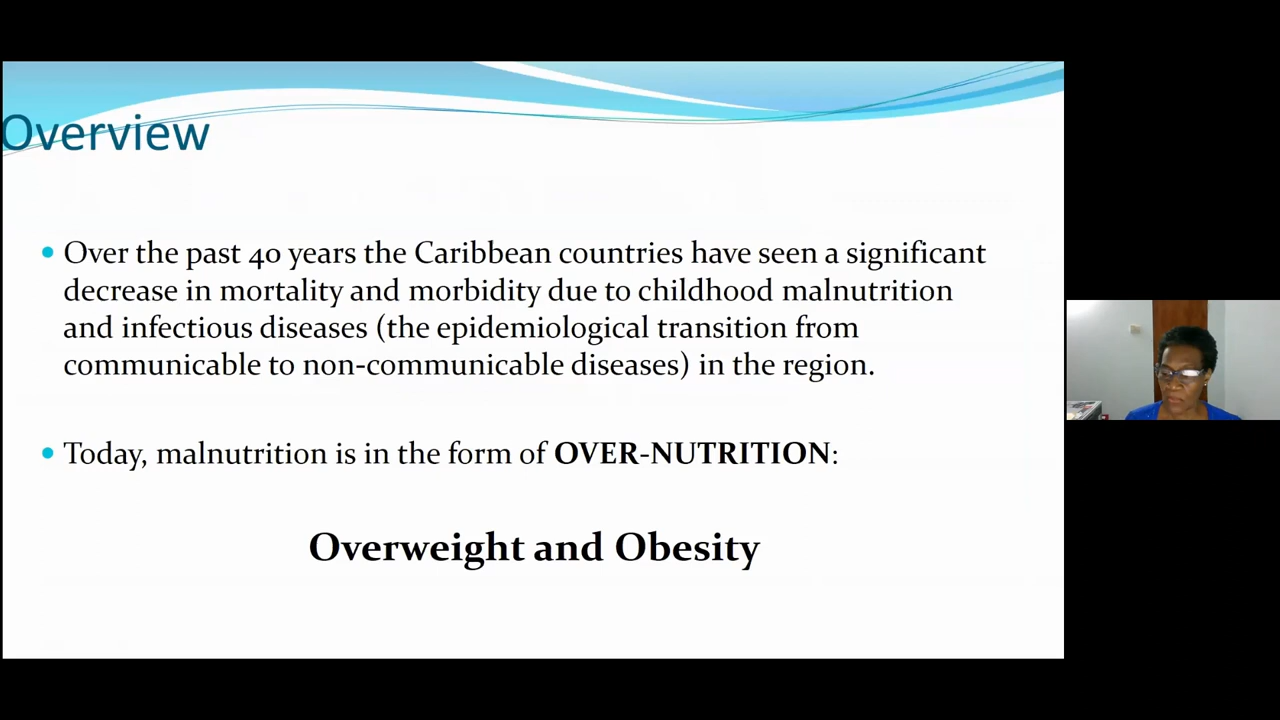 Overview
Over the past 40 years the Caribbean countries have seen a significant
decrease in mortality and morbidity due to childhood malnutrition
and infectious diseases (the epidemiological transition from
communicable to non-communicable diseases) in the region.
Today, malnutrition is in the form of OVER-NUTRITION:
Overweight and Obesity